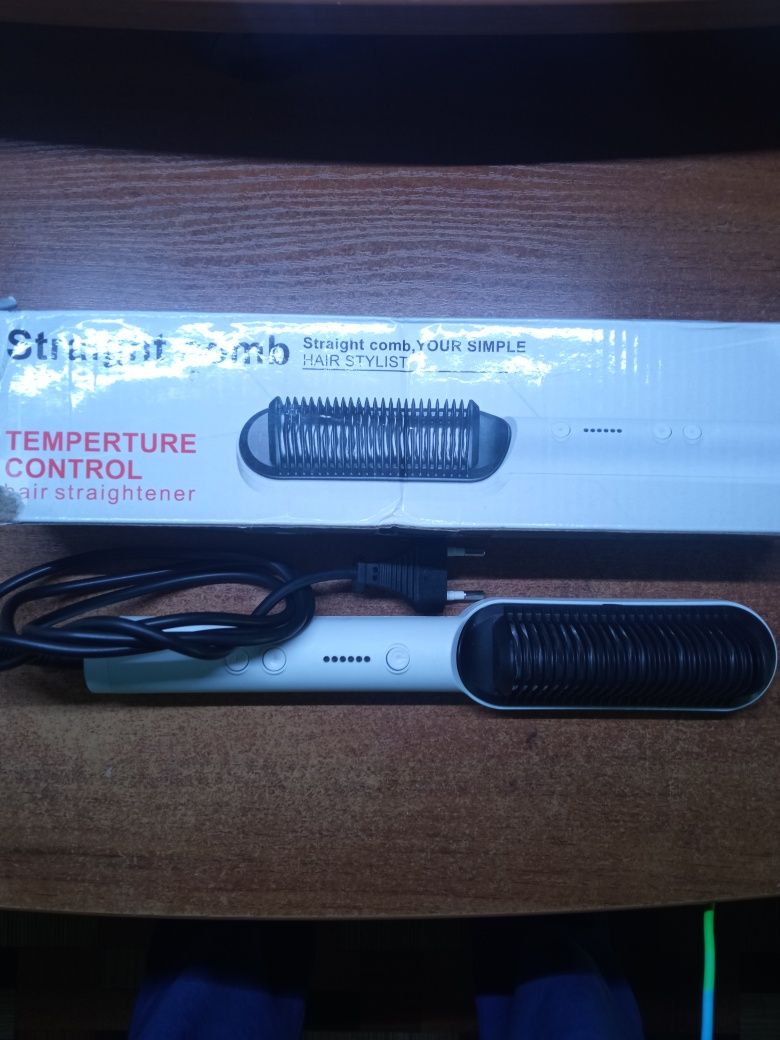 Straight comb
Straight comb,YOUR SIMPLE
HAIR STYLIST
TEMPERTURE
CONTROL
hair straightener